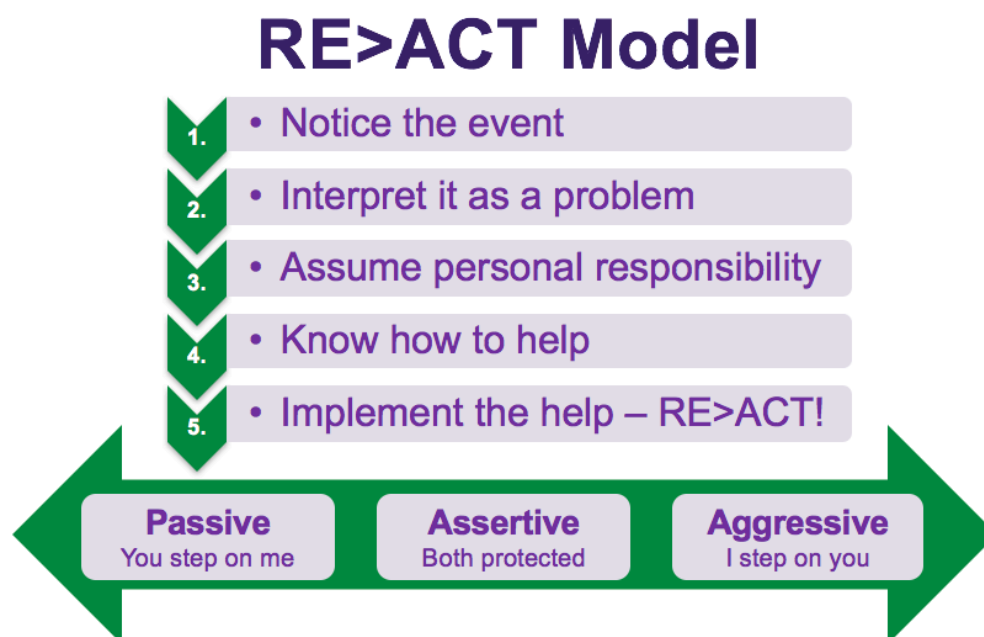 RE>ACT Model
1. • Notice the event
2. • Interpret it as a problem
3. • Assume personal responsibility
4. • Know how to help
5. • Implement the help – RE>ACT!
Passive
You step on me
Assertive
Both protected
Aggressive
I step on you